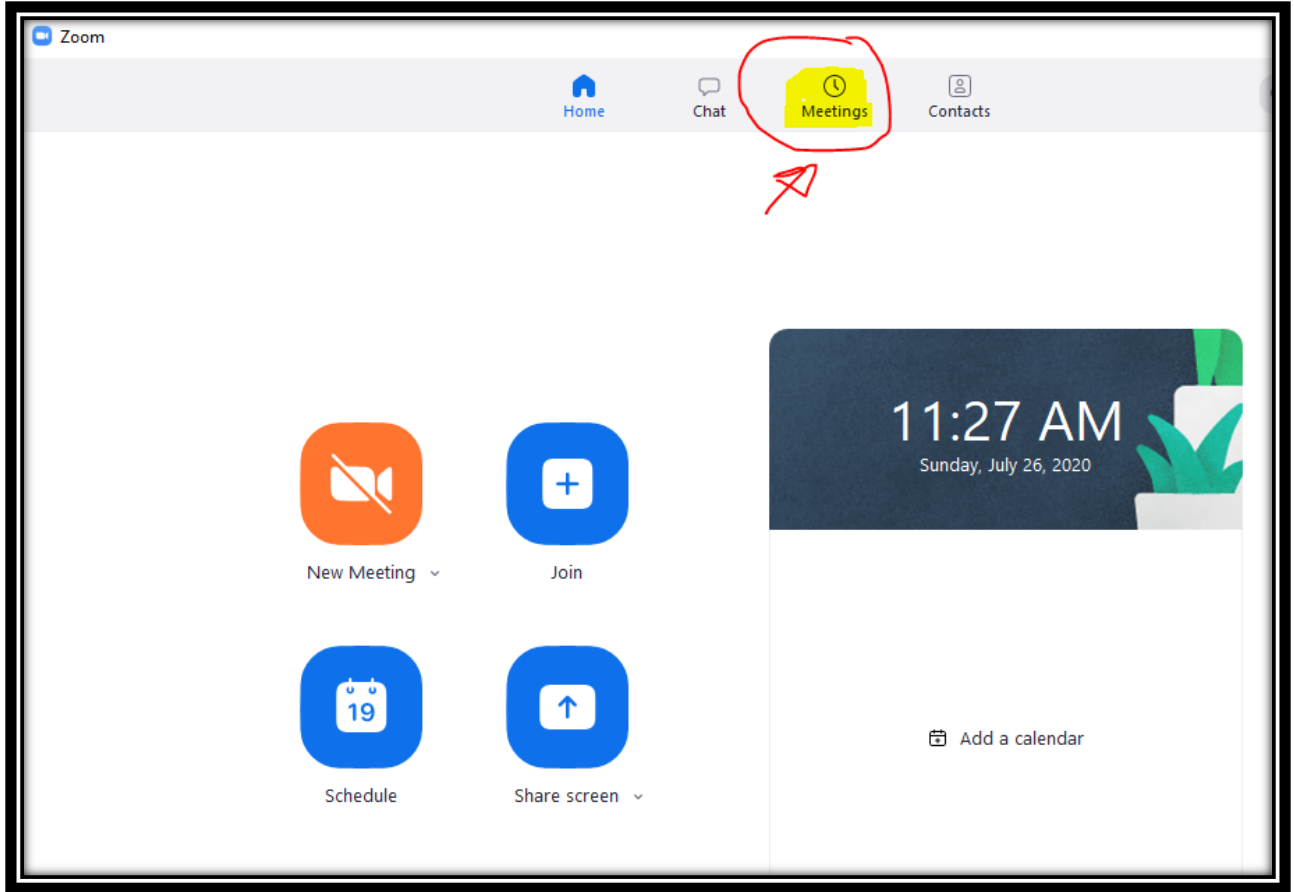 Zoom
Home Chat Meetings Contacts
11:27 AM
Sunday, July 26, 2020
New Meeting Join
19
Schedule Share screen
Add a calendar